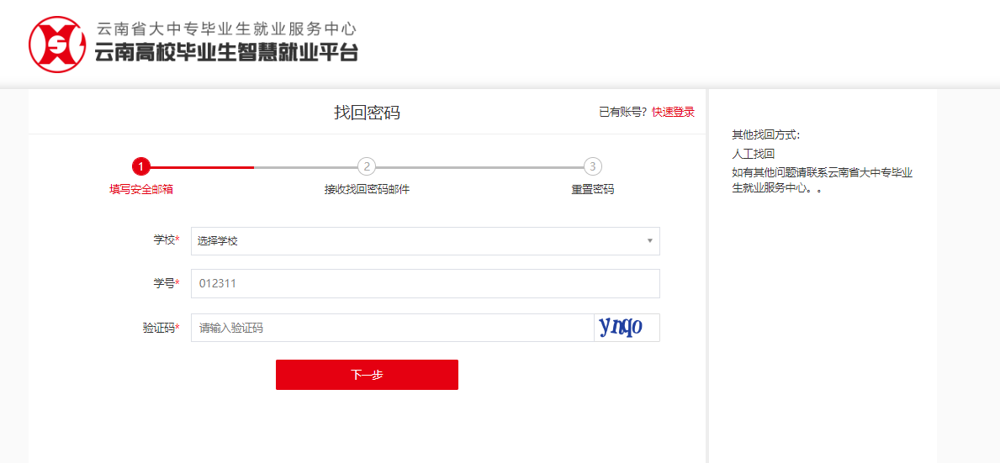 云南省大中专毕业生就业服务中心
云南高校毕业生智慧就业平台
找回密码
已有账号? 快速登录
1
2
3
填写安全邮箱
接收找回密码邮件
重置密码
学校*
选择学校
学号*
012311
验证码*
请输入验证码
ynqo
下一步
其他找回方式:
人工找回
如有其他问题请联系云南省大中专毕业
生就业服务中心。。